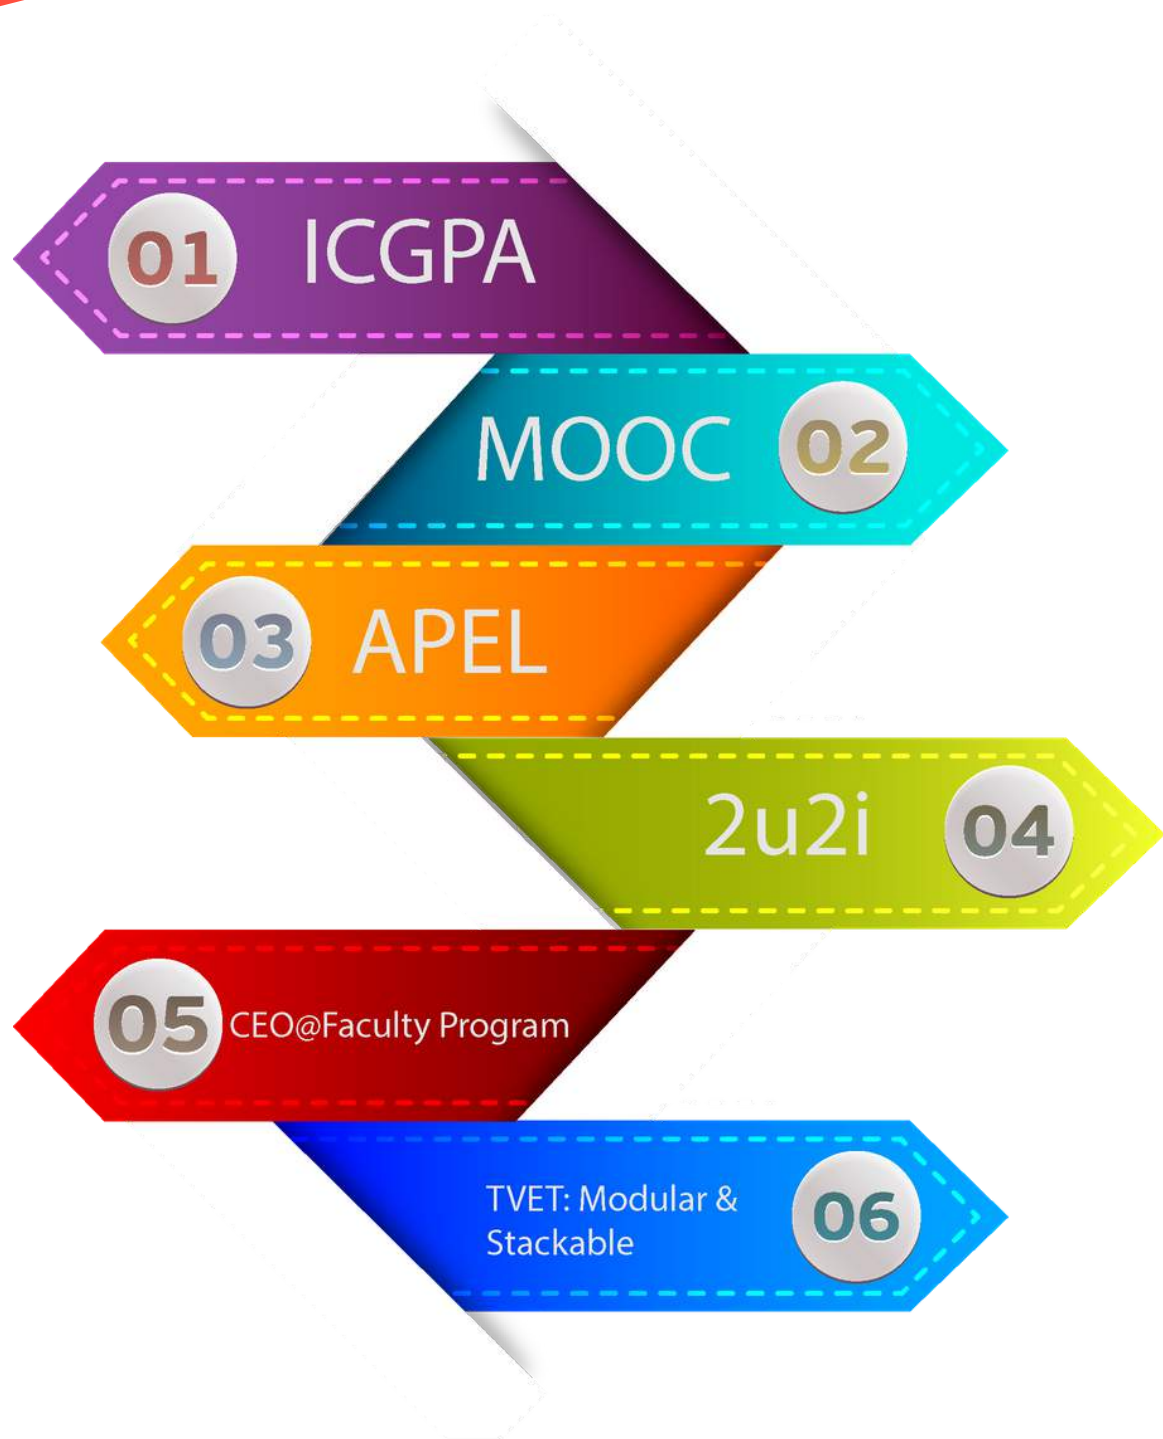 01 ICGPA
MOOC 02
03 APEL
2u2i 04
05 CEO@Faculty Program
TVET: Modular &
Stackable
06